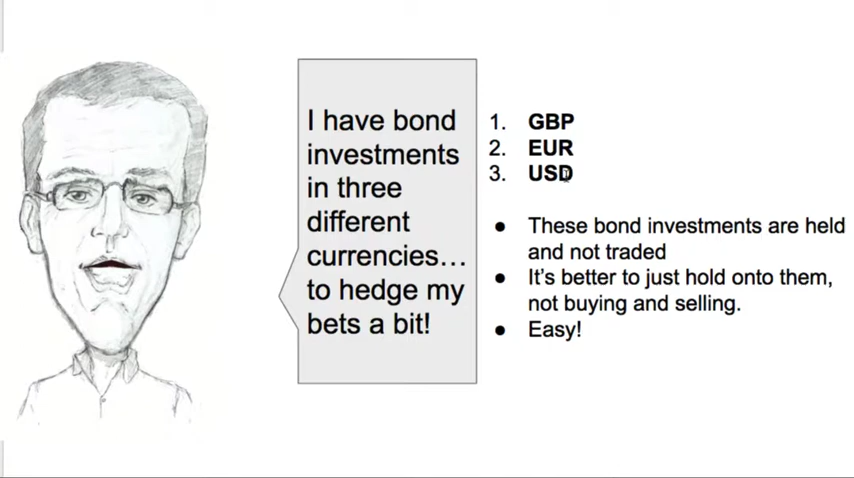 I have bond
investments
in three
different
currencies…
to hedge my
bets a bit!
1. GBP
2. EUR
3. USD
● These bond investments are held
and not traded
● It's better to just hold onto them,
not buying and selling.
● Easy!